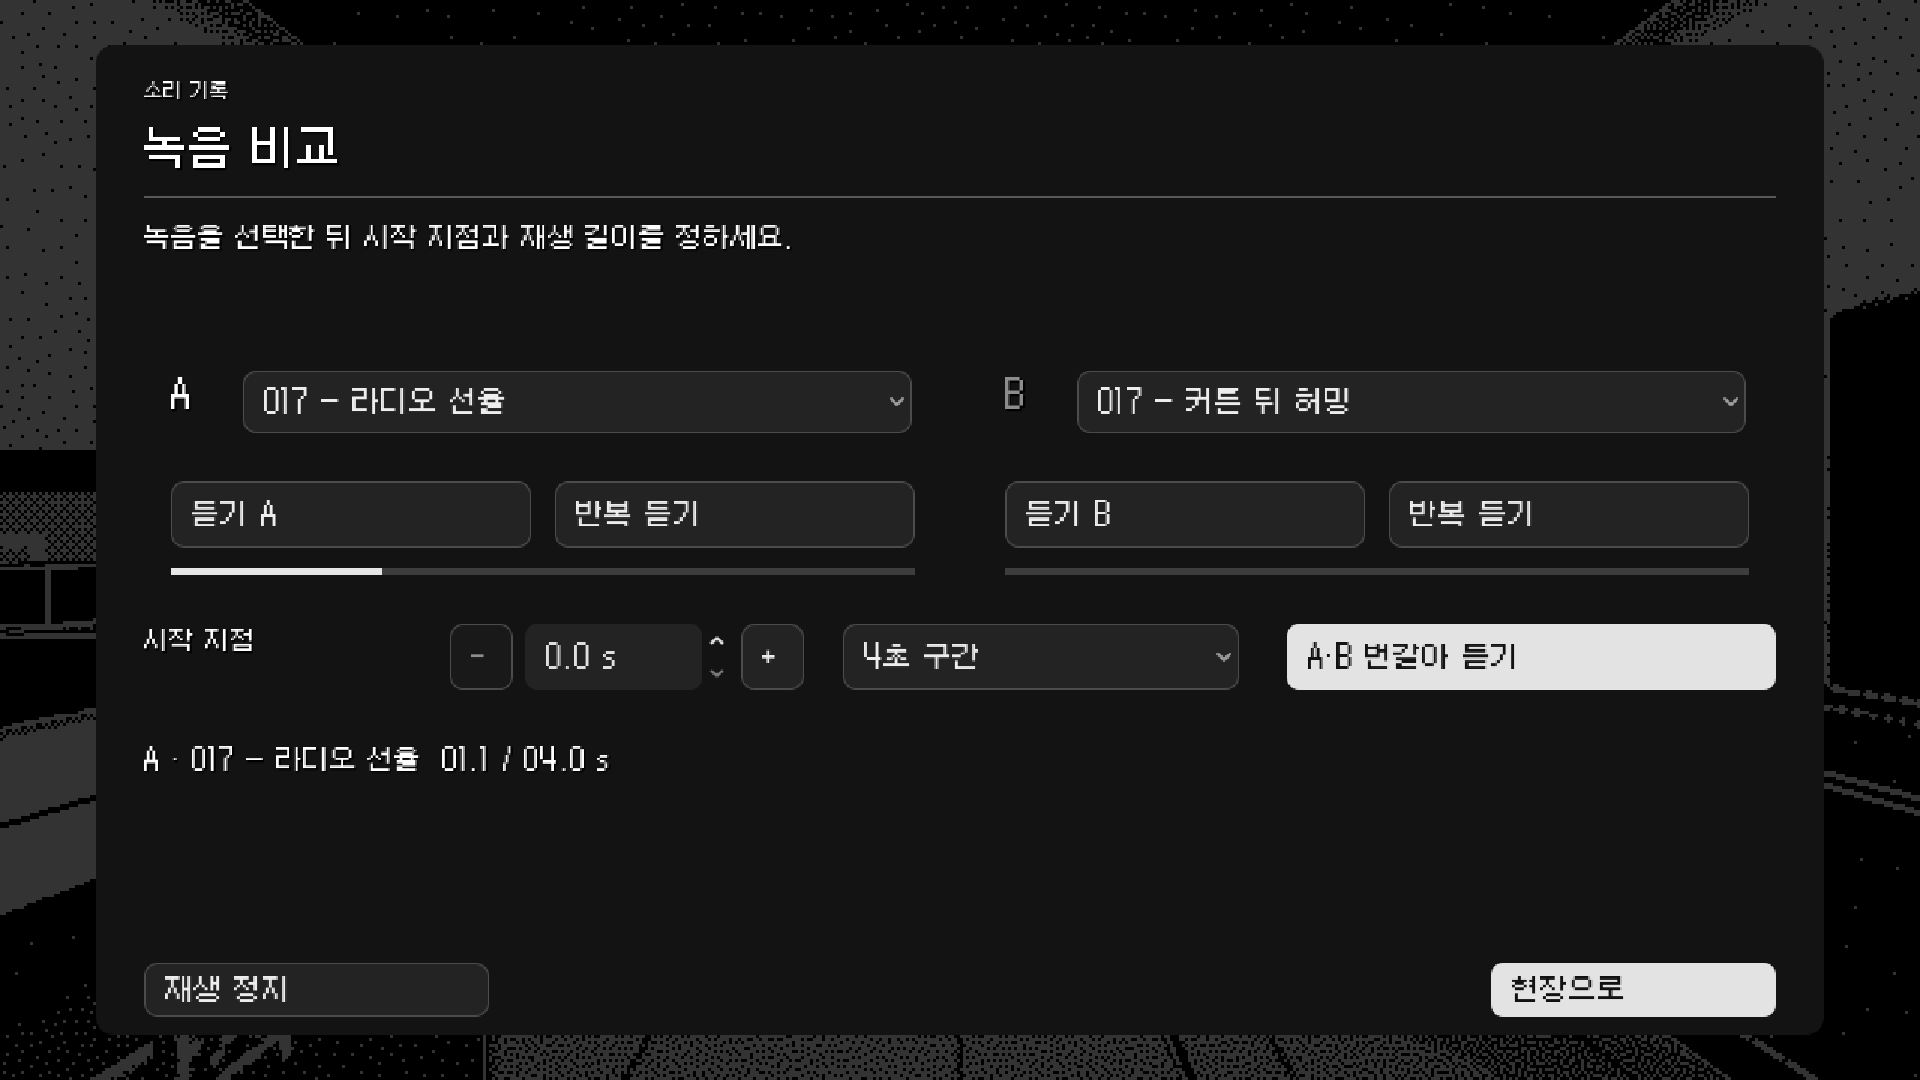 소리 기록
녹음 비교
녹음을 선택한 뒤 시작 지점과 재생 길이를 정하세요.
A 017 – 라디오 선율
B 017 – 커튼 뒤 허밍
듣기 A 반복 듣기
듣기 B 반복 듣기
시작 지점 - 0.0 s + 4초 구간 A·B 번갈아 듣기
A · 017 – 라디오 선율 01.1 / 04.0 s
재생 정지
현장으로